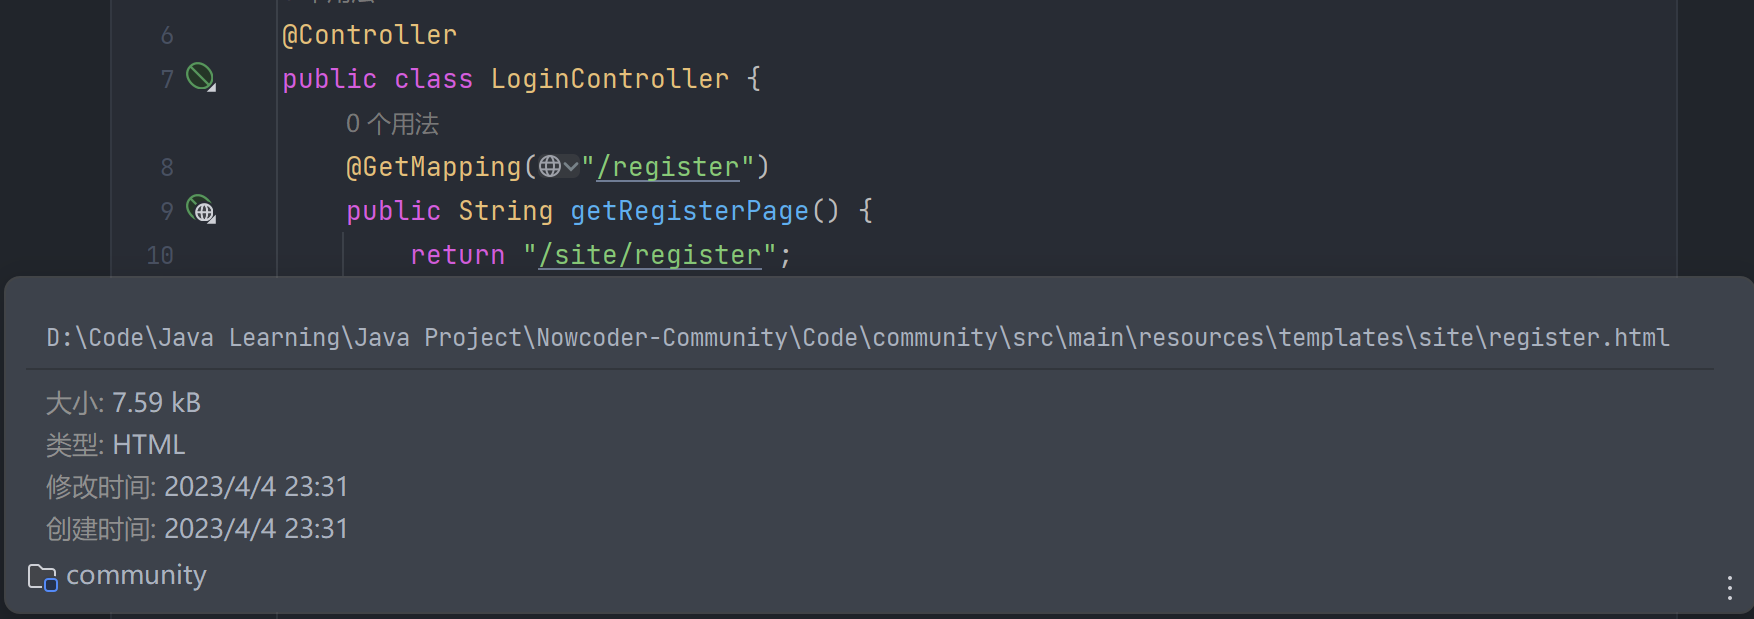 6 @Controller
7 public class LoginController {
0 个用法
8 @GetMapping("/register")
9 public String getRegisterPage() {
10 return "/site/register";
D:\Code\Java Learning\Java Project\Nowcoder-Community\Code\community\src\main\resources\templates\site\register.html
大小: 7.59 kB
类型: HTML
修改时间: 2023/4/4 23:31
创建时间: 2023/4/4 23:31
community